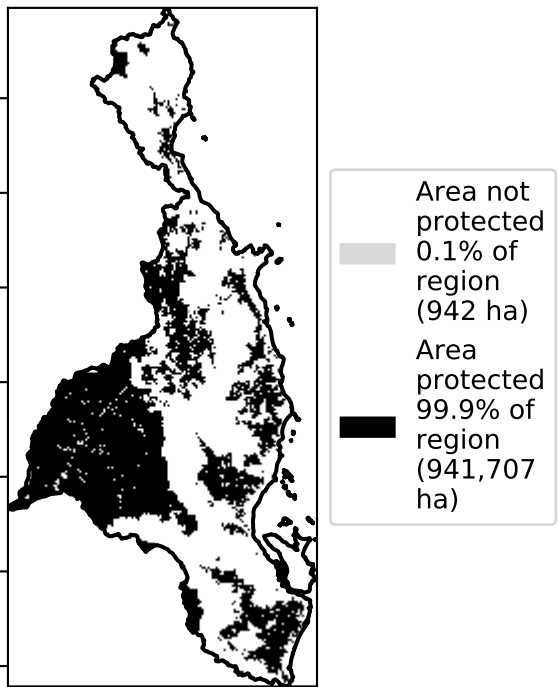 Area not
protected
0.1% of
region
(942 ha)
Area
protected
99.9% of
region
(941,707
ha)